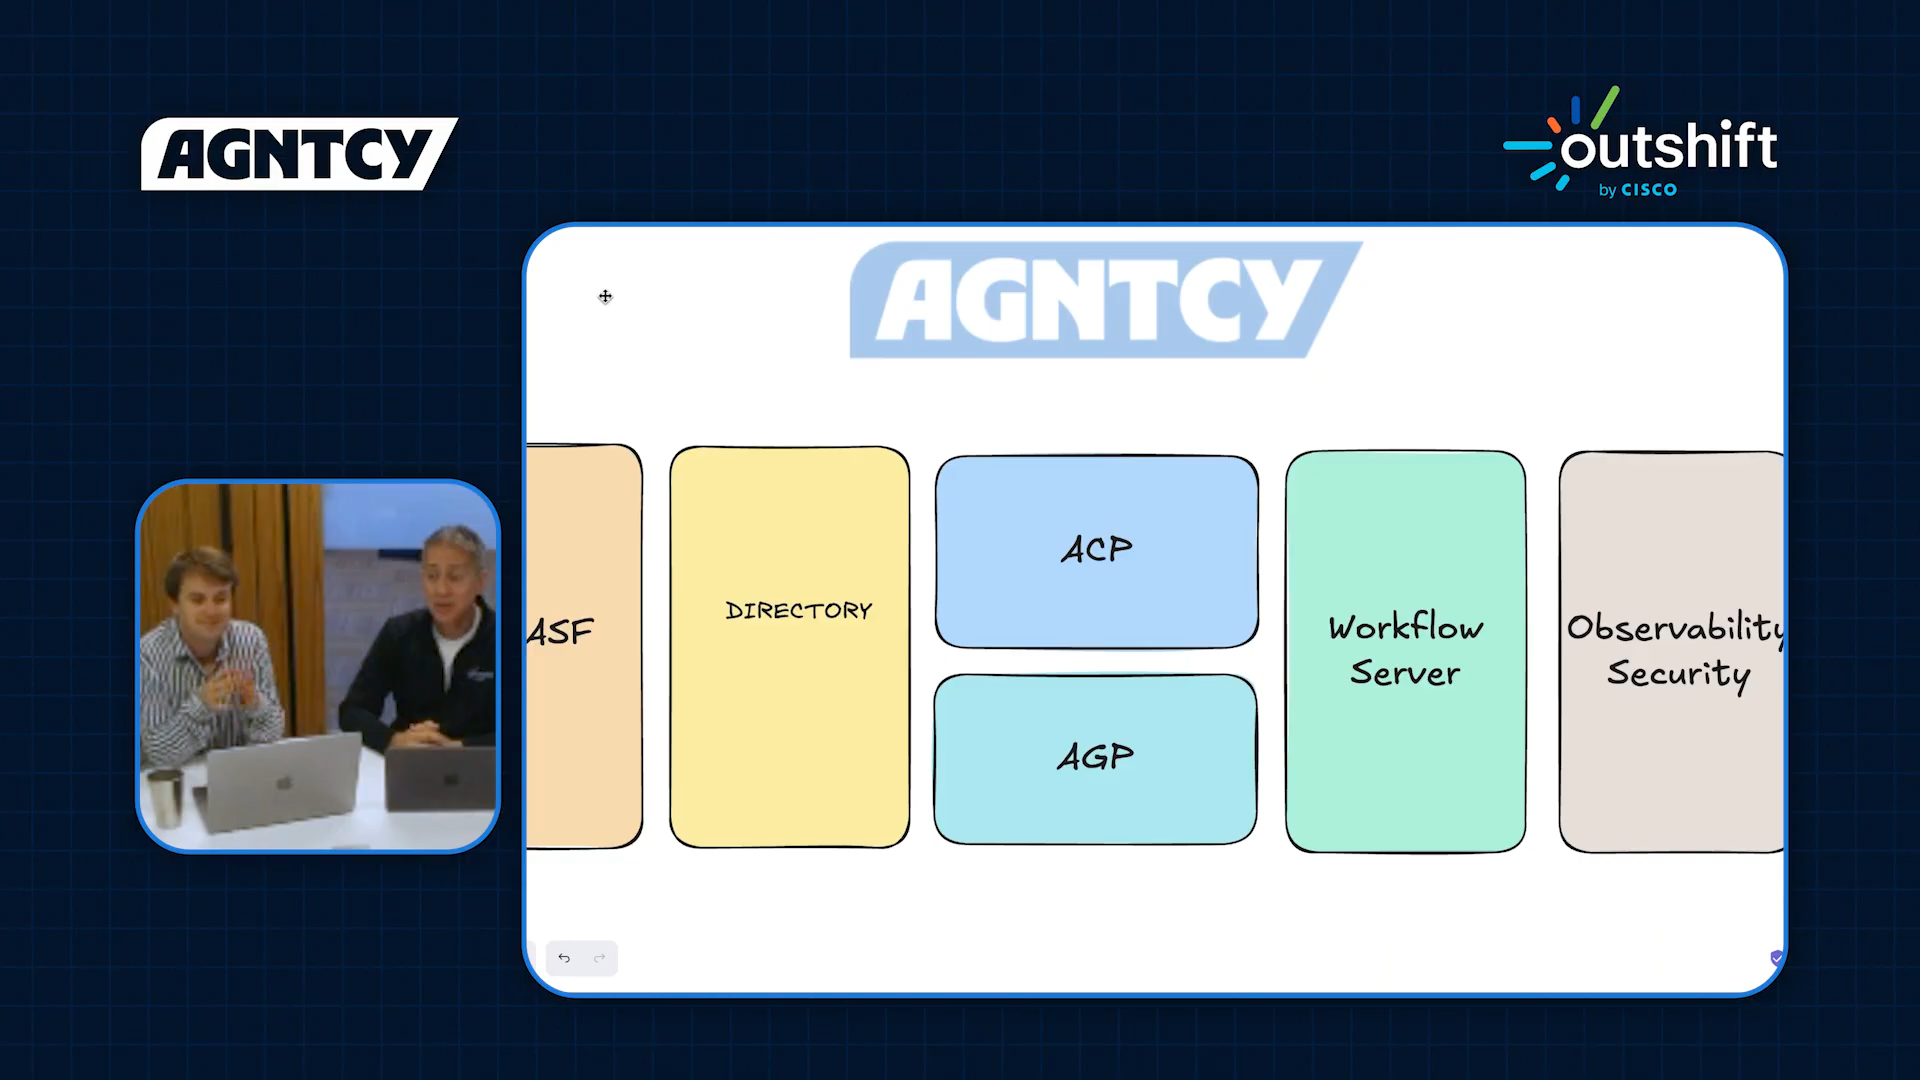 AGNTCY
outshift
by CISCO
AGNTCY
ASF
DIRECTORY
ACP
AGP
Workflow
Server
Observability
Security